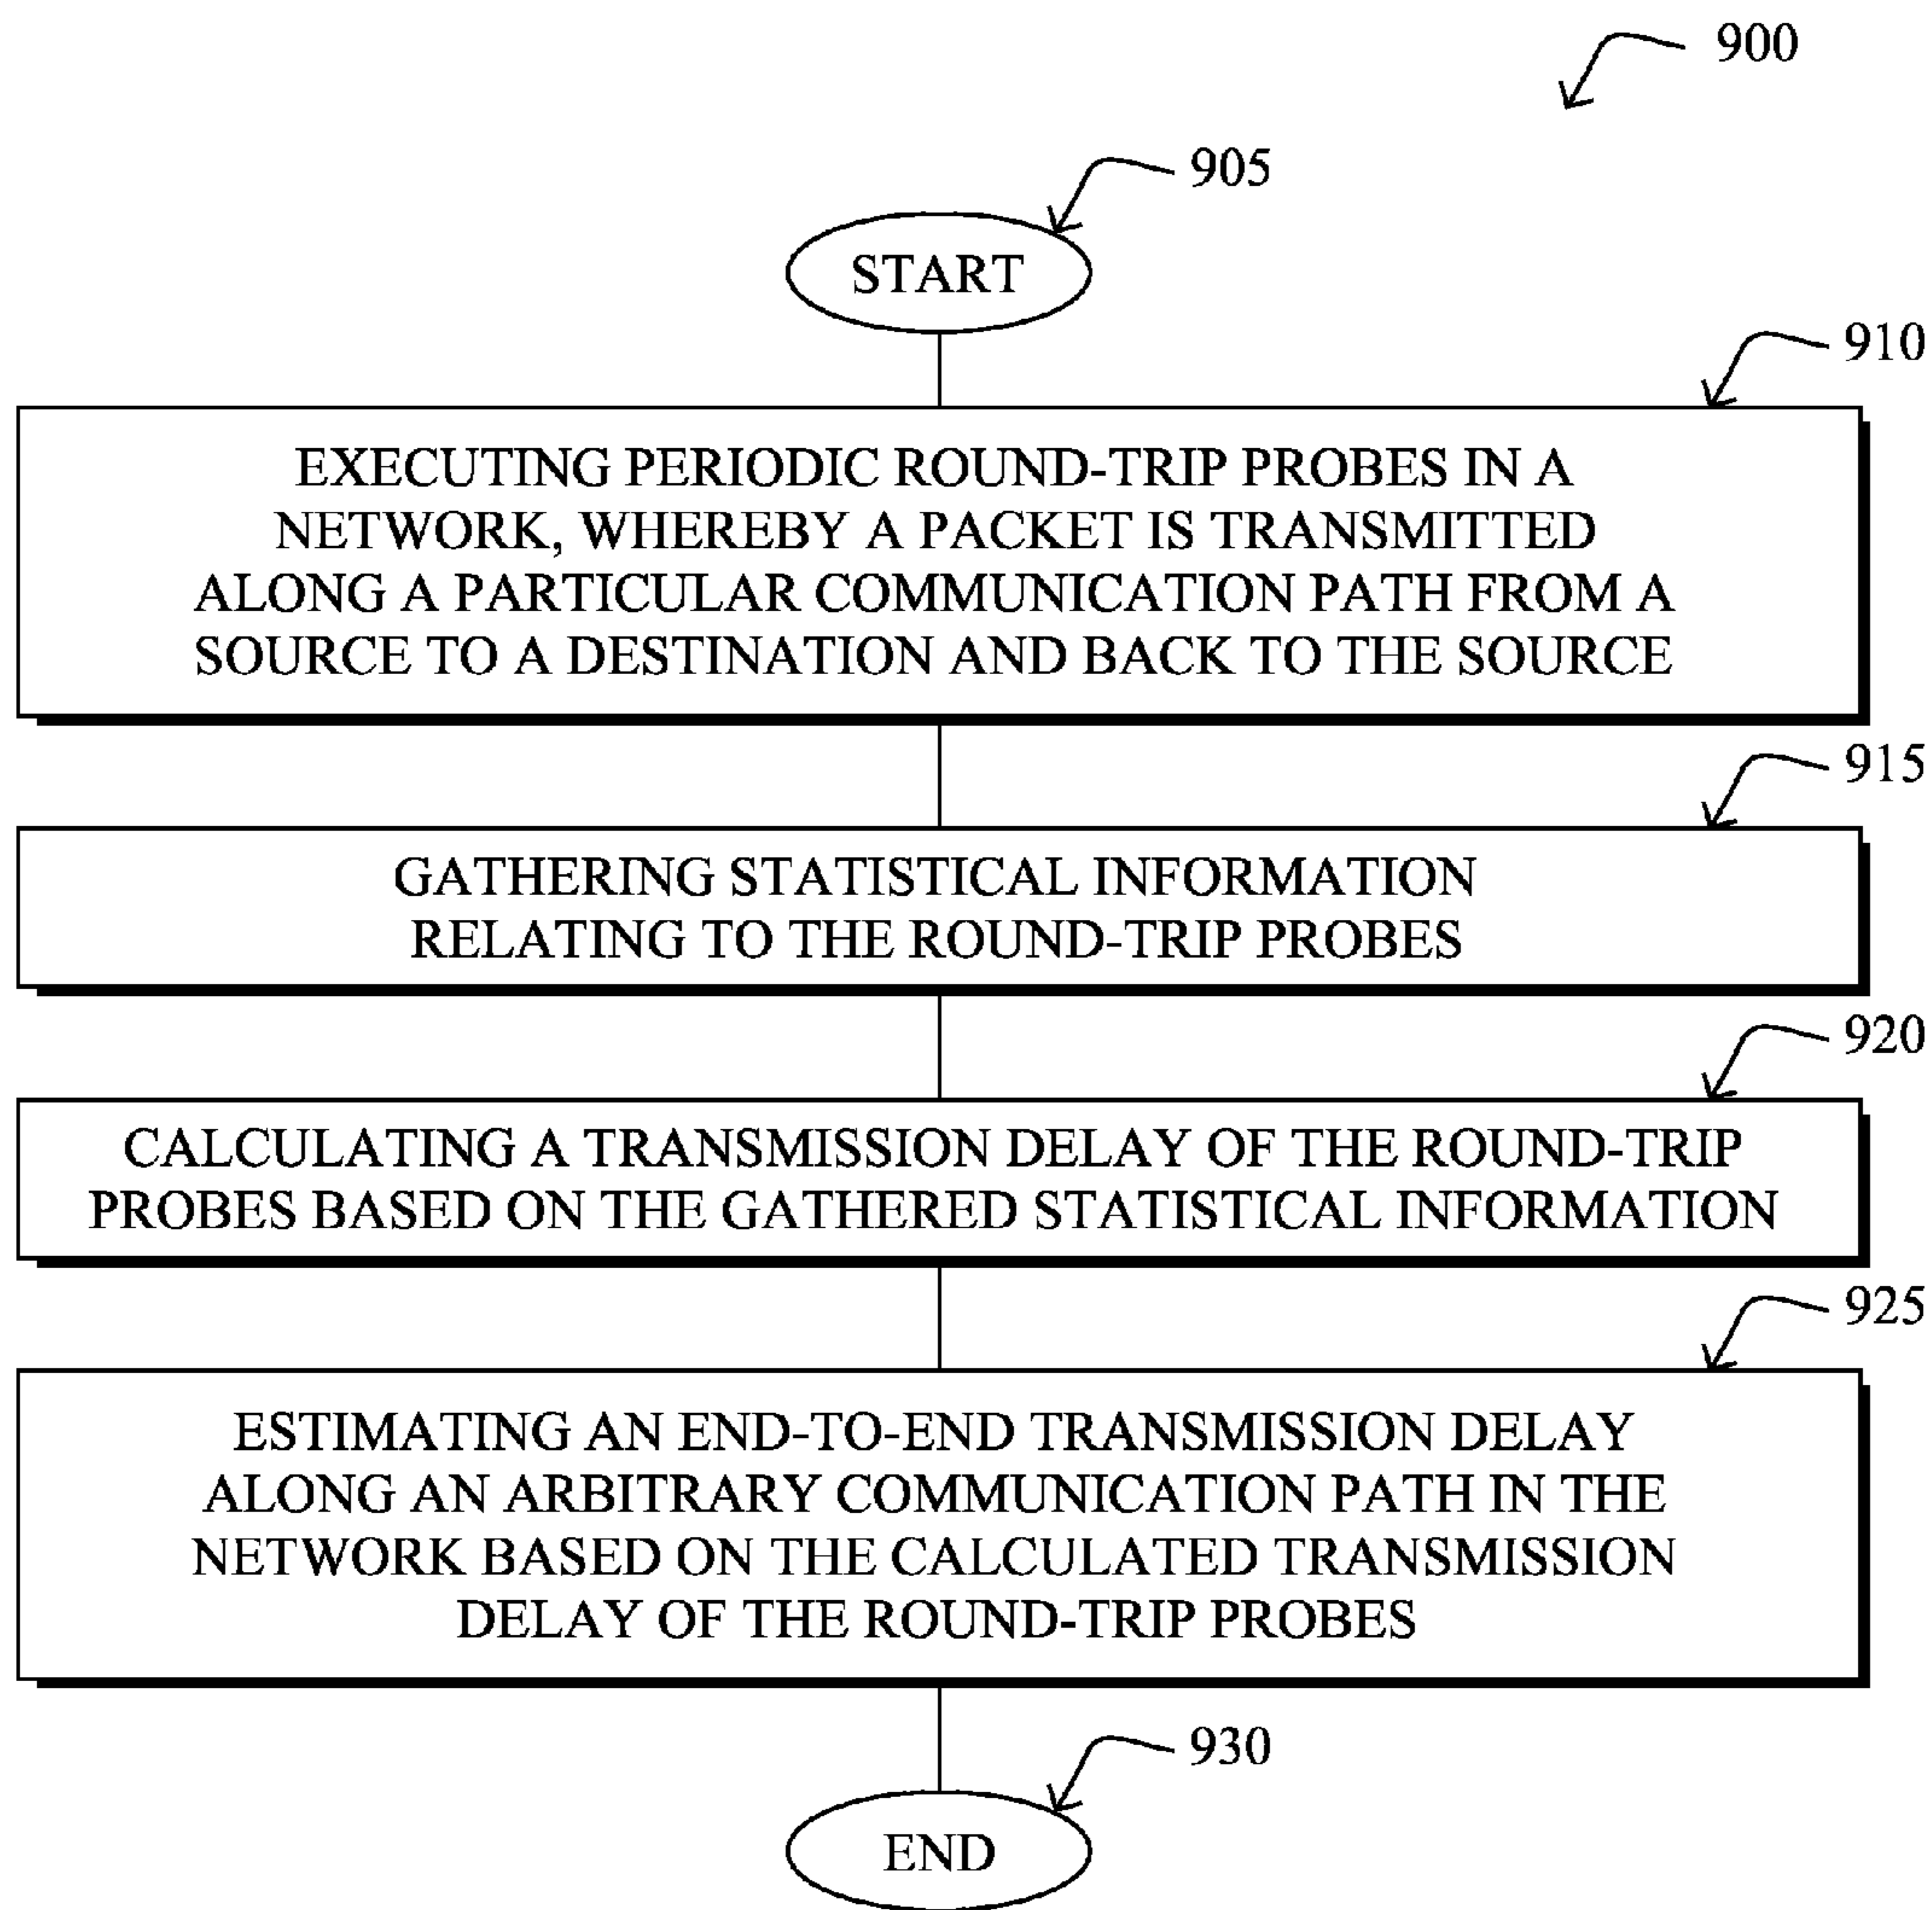 900
905
START
910
EXECUTING PERIODIC ROUND-TRIP PROBES IN A
NETWORK, WHEREBY A PACKET IS TRANSMITTED
ALONG A PARTICULAR COMMUNICATION PATH FROM A
SOURCE TO A DESTINATION AND BACK TO THE SOURCE
915
GATHERING STATISTICAL INFORMATION
RELATING TO THE ROUND-TRIP PROBES
920
CALCULATING A TRANSMISSION DELAY OF THE ROUND-TRIP
PROBES BASED ON THE GATHERED STATISTICAL INFORMATION
925
ESTIMATING AN END-TO-END TRANSMISSION DELAY
ALONG AN ARBITRARY COMMUNICATION PATH IN THE
NETWORK BASED ON THE CALCULATED TRANSMISSION
DELAY OF THE ROUND-TRIP PROBES
930
END